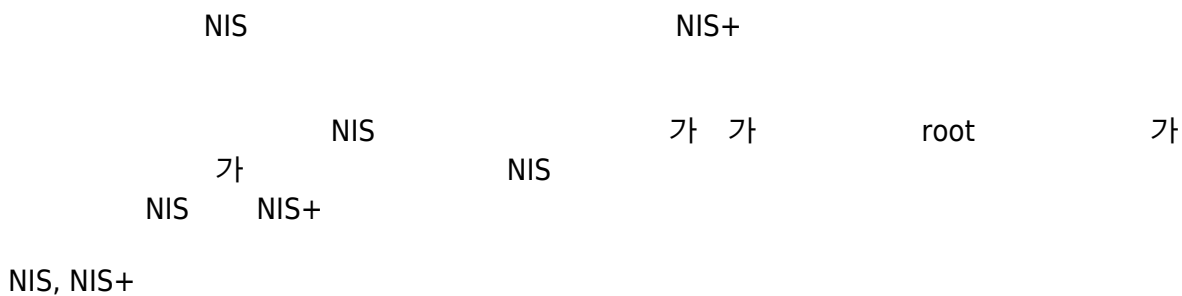 NIS NIS+
NIS 가 가 root 가
가 NIS
NIS NIS+
NIS, NIS+